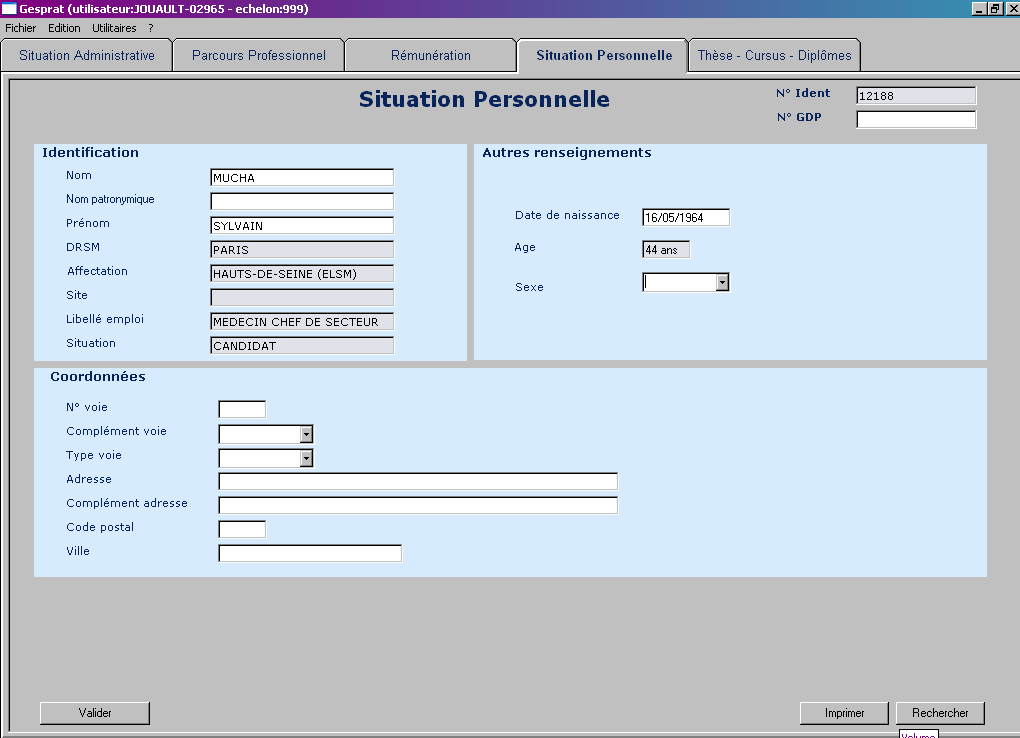 Gesprat (utilisateur:JOUAULT-02965 - echelon:999)
Fichier Edition Utilitaires ?
Situation Administrative Parcours Professionnel Rémunération Situation Personnelle Thèse - Cursus - Diplômes
Situation Personnelle
N° Ident 12188
N° GDP
Identification
Nom MUCHA
Nom patronymique
Prénom SYLVAIN
DRSM PARIS
Affectation HAUTS-DE-SEINE (ELSM)
Site
Libellé emploi MEDECIN CHEF DE SECTEUR
Situation CANDIDAT
Autres renseignements
Date de naissance 16/05/1964
Age 44 ans
Sexe
Coordonnées
N° voie
Complément voie
Type voie
Adresse
Complément adresse
Code postal
Ville
Valider Imprimer Rechercher
Volume